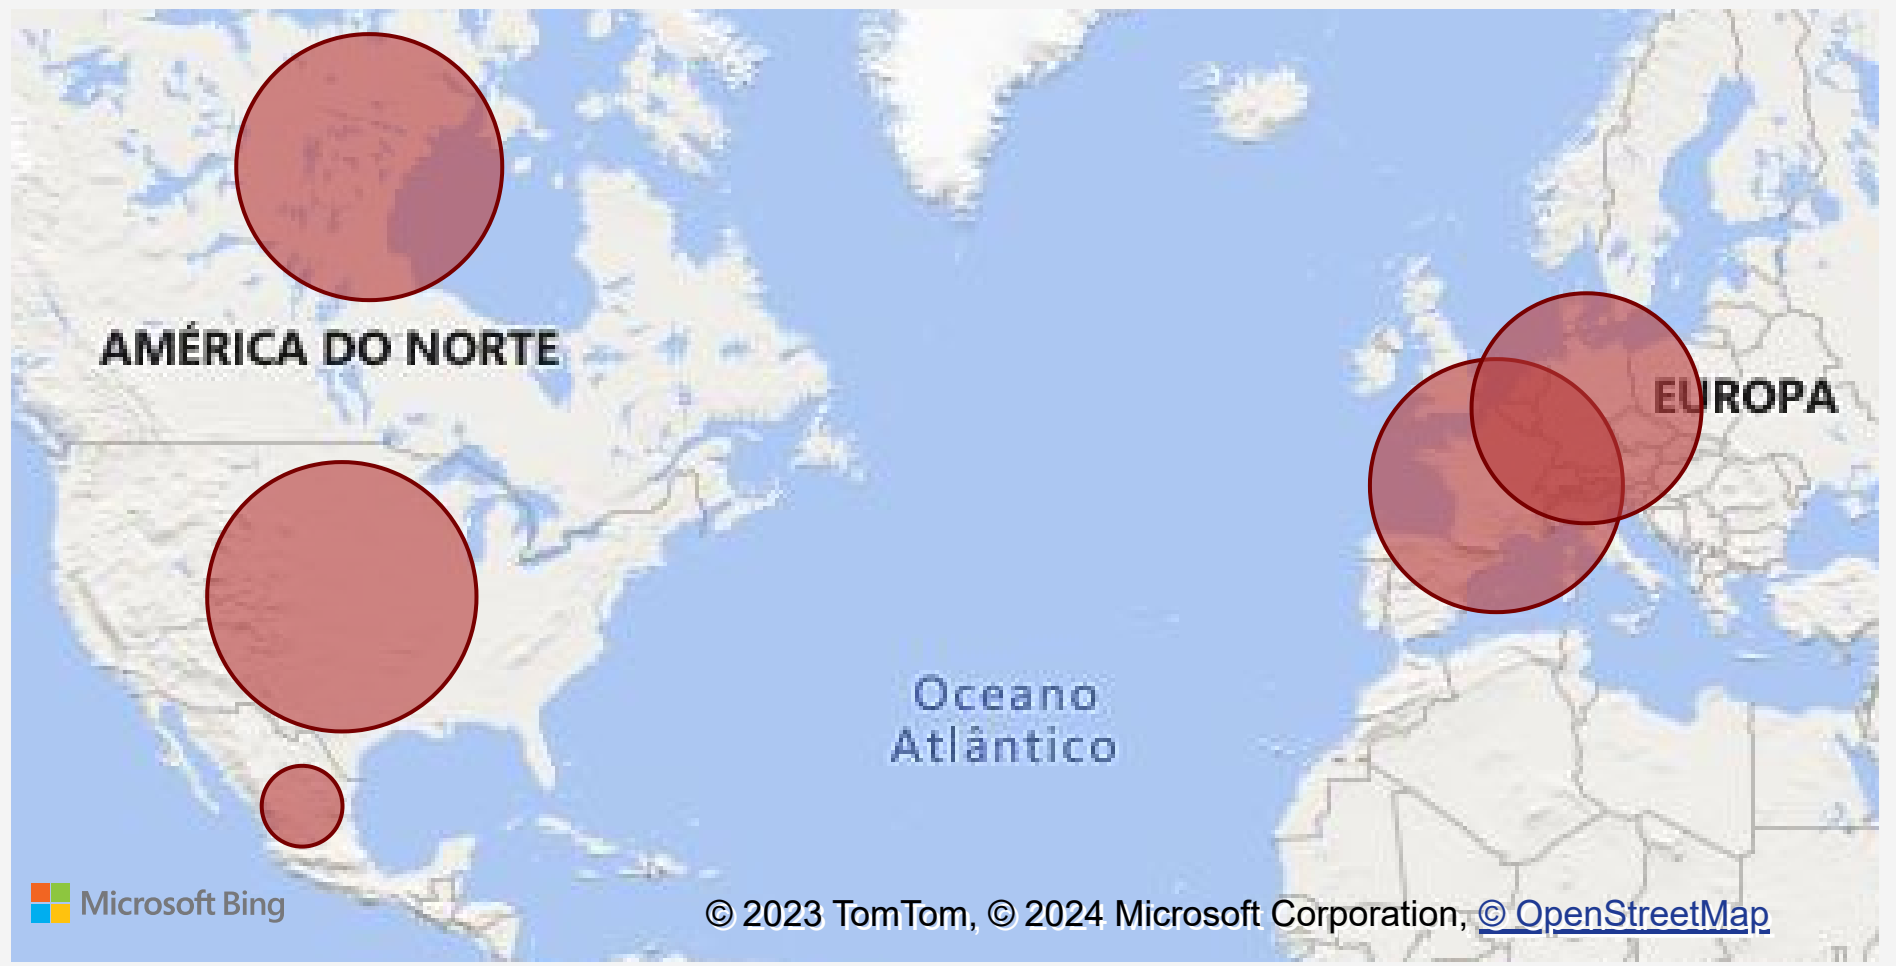 AMÉRICA DO NORTE
EUROPA
Oceano
Atlântico
Microsoft Bing
© 2023 TomTom, © 2024 Microsoft Corporation, © OpenStreetMap